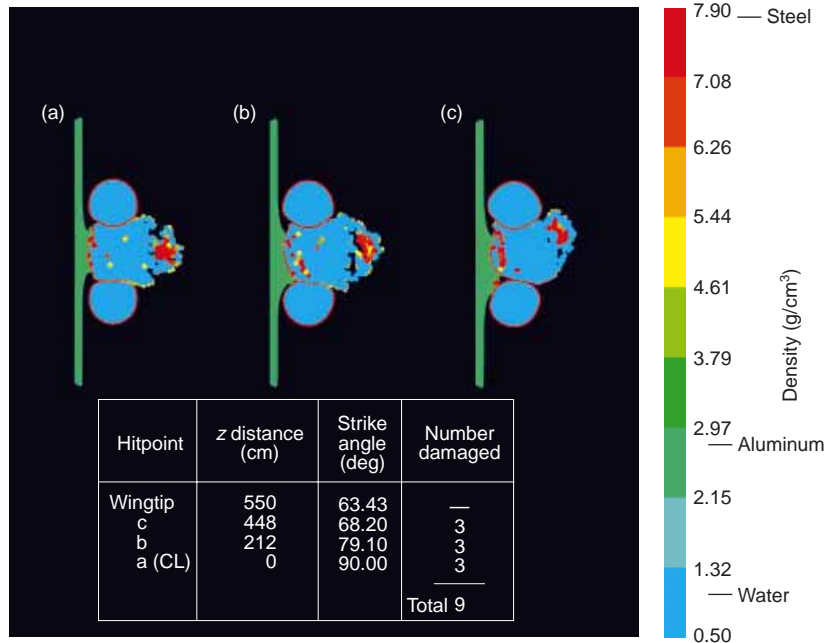 (a) (b) (c)
Hitpoint z distance (cm) Strike angle (deg) Number damaged
Wingtip 550 63.43 —
c 448 68.20 3
b 212 79.10 3
a (CL) 0 90.00 3
Total 9
7.90 — Steel
7.08
6.26
5.44
4.61
3.79
2.97
— Aluminum
2.15
1.32
— Water
0.50
Density (g/cm³)